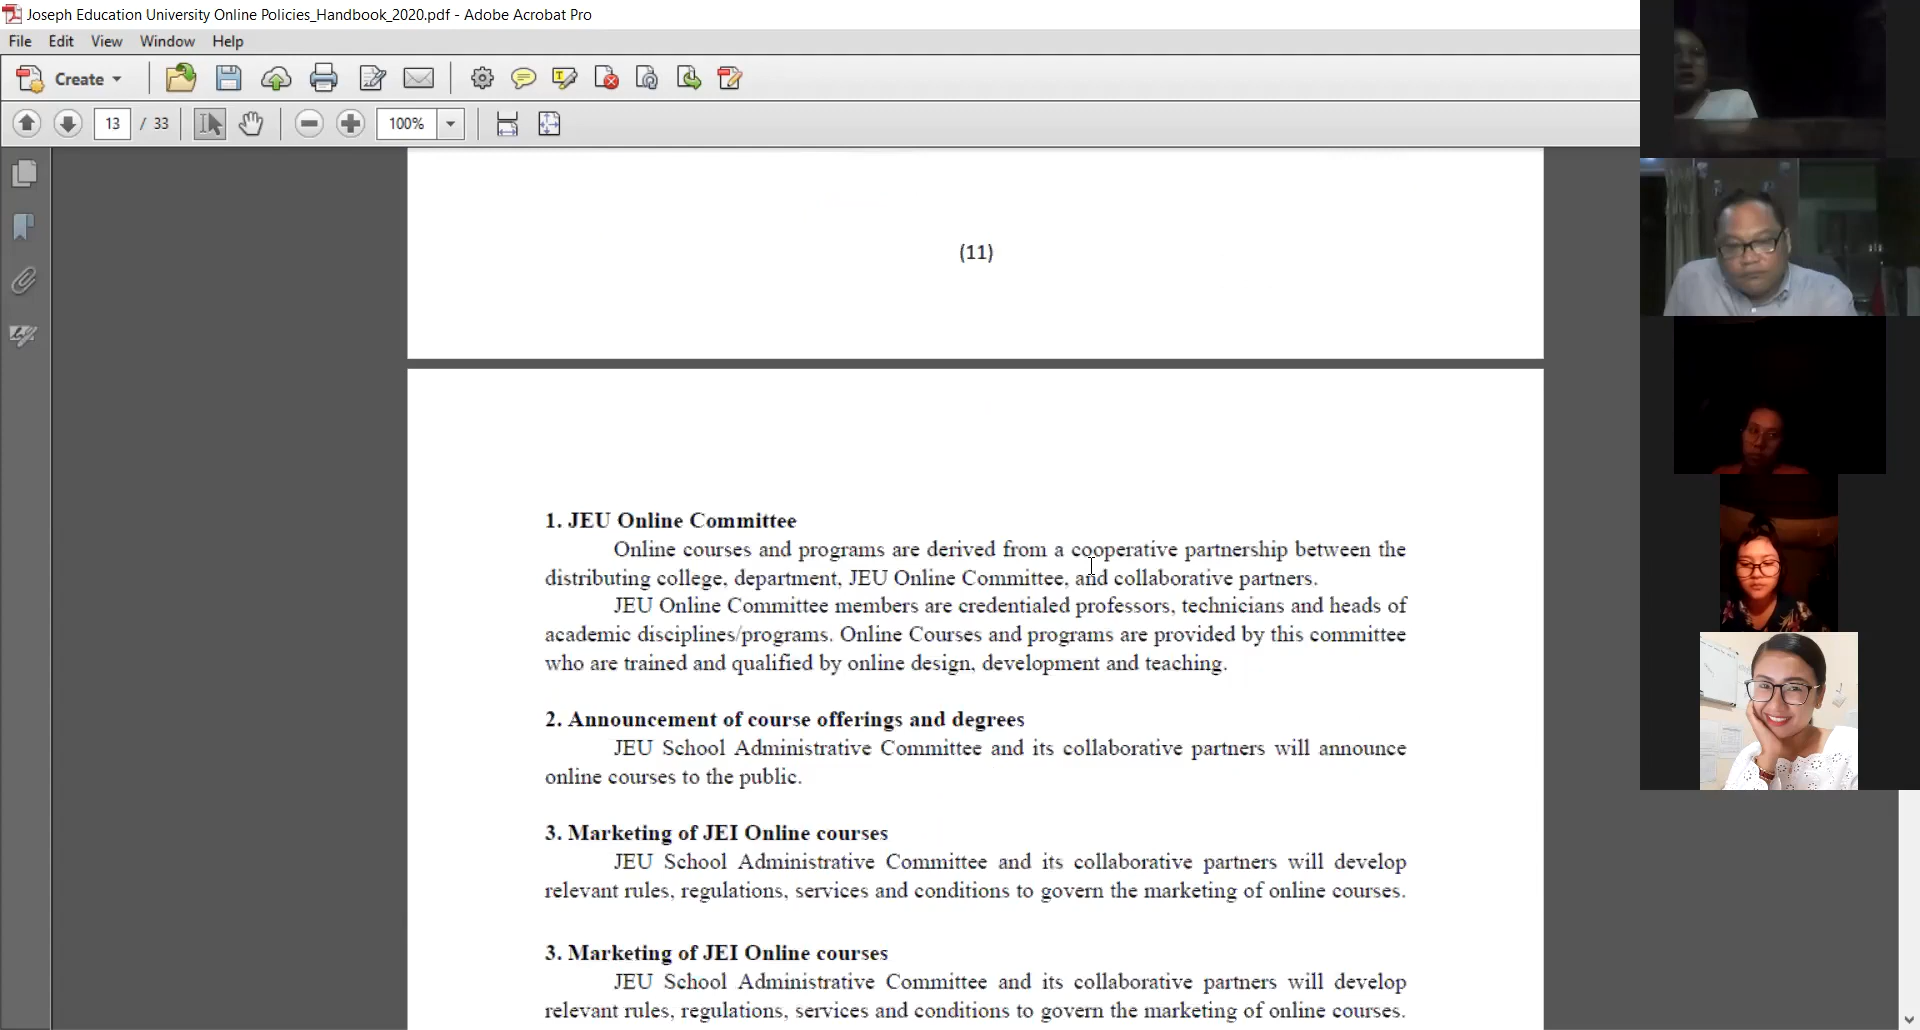 Joseph Education University Online Policies_Handbook_2020.pdf - Adobe Acrobat Pro
File Edit View Window Help
Create
13 / 33 100%
(11)
1. JEU Online Committee
Online courses and programs are derived from a cooperative partnership between the
distributing college, department, JEU Online Committee, and collaborative partners.
JEU Online Committee members are credentialed professors, technicians and heads of
academic disciplines/programs. Online Courses and programs are provided by this committee
who are trained and qualified by online design, development and teaching.
2. Announcement of course offerings and degrees
JEU School Administrative Committee and its collaborative partners will announce
online courses to the public.
3. Marketing of JEI Online courses
JEU School Administrative Committee and its collaborative partners will develop
relevant rules, regulations, services and conditions to govern the marketing of online courses.
3. Marketing of JEI Online courses
JEU School Administrative Committee and its collaborative partners will develop
relevant rules, regulations, services and conditions to govern the marketing of online courses.